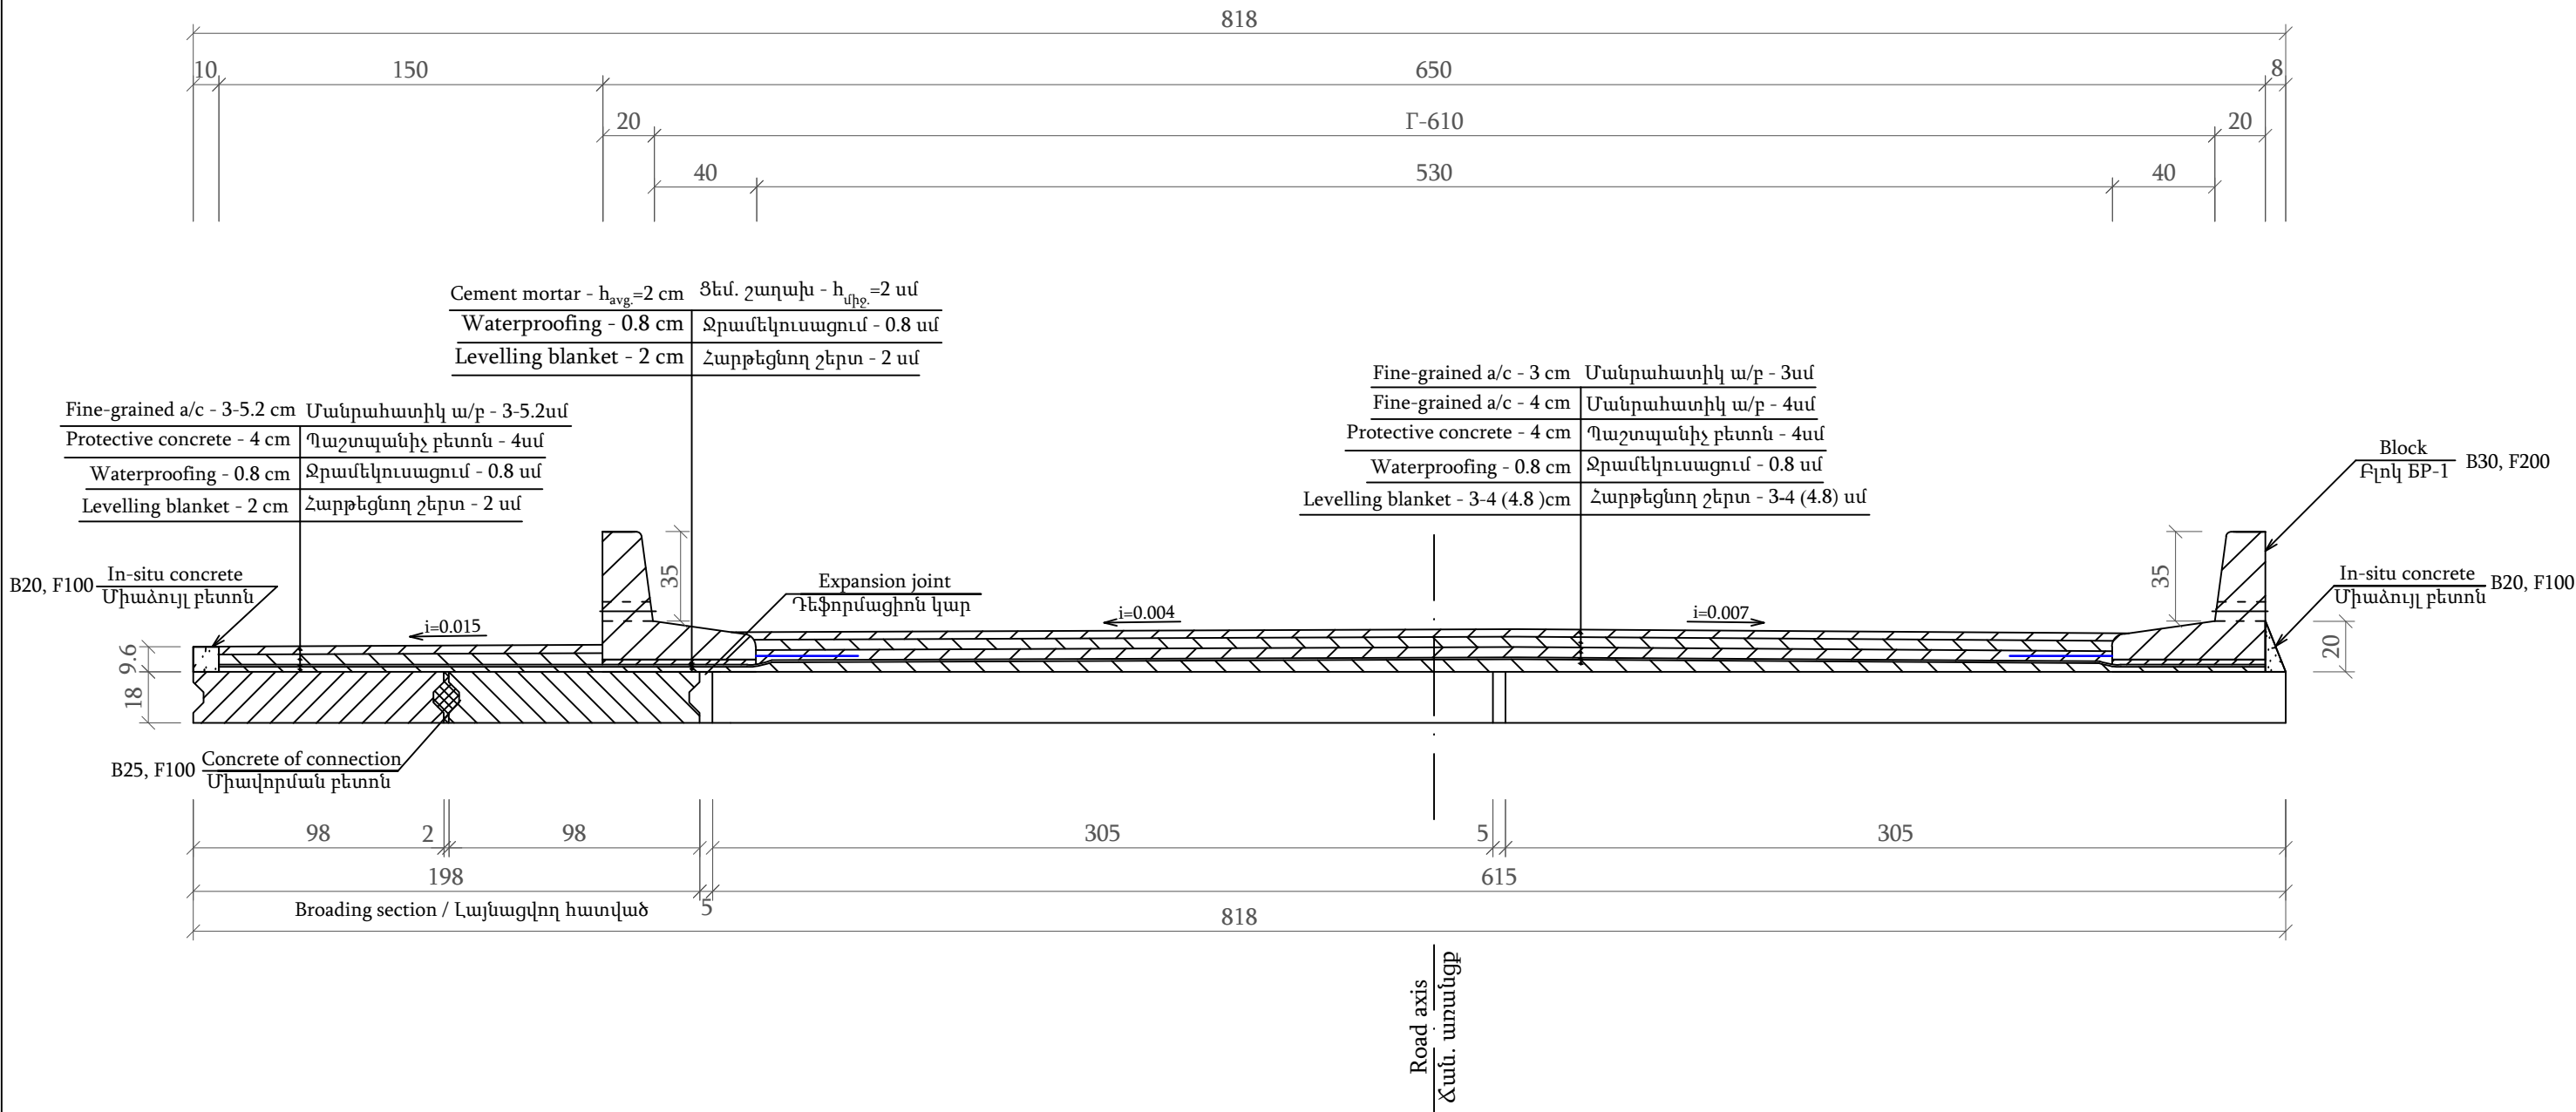 818
10 150 650 8
20 Г-610 20
40 530 40
Cement mortar - havg.=2 cm Ցեմ. շաղախ - hմիջ.=2 սմ
Waterproofing - 0.8 cm Ջրամեկուսացում - 0.8 սմ
Levelling blanket - 2 cm Հարթեցնող շերտ - 2 սմ
Fine-grained a/c - 3-5.2 cm Մանրահատիկ ա/բ - 3-5.2սմ
Protective concrete - 4 cm Պաշտպանիչ բետոն - 4սմ
Waterproofing - 0.8 cm Ջրամեկուսացում - 0.8 սմ
Levelling blanket - 2 cm Հարթեցնող շերտ - 2 սմ
Fine-grained a/c - 3 cm Մանրահատիկ ա/բ - 3սմ
Fine-grained a/c - 4 cm Մանրահատիկ ա/բ - 4սմ
Protective concrete - 4 cm Պաշտպանիչ բետոն - 4սմ
Waterproofing - 0.8 cm Ջրամեկուսացում - 0.8 սմ
Levelling blanket - 3-4 (4.8 )cm Հարթեցնող շերտ - 3-4 (4.8) սմ
Block
Բլոկ БР-1
B30, F200
B20, F100
In-situ concrete
Միաձույլ բետոն
35
Expansion joint
Դեֆորմացիոն կար
35
In-situ concrete
Միաձույլ բետոն
B20, F100
i=0.015
i=0.004
i=0.007
9.6
18
20
B25, F100
Concrete of connection
Միավորման բետոն
98 2 98 305 5 305
198 615
Broading section / Լայնացվող հատված
5
818
Road axis
Ճան. առանցք